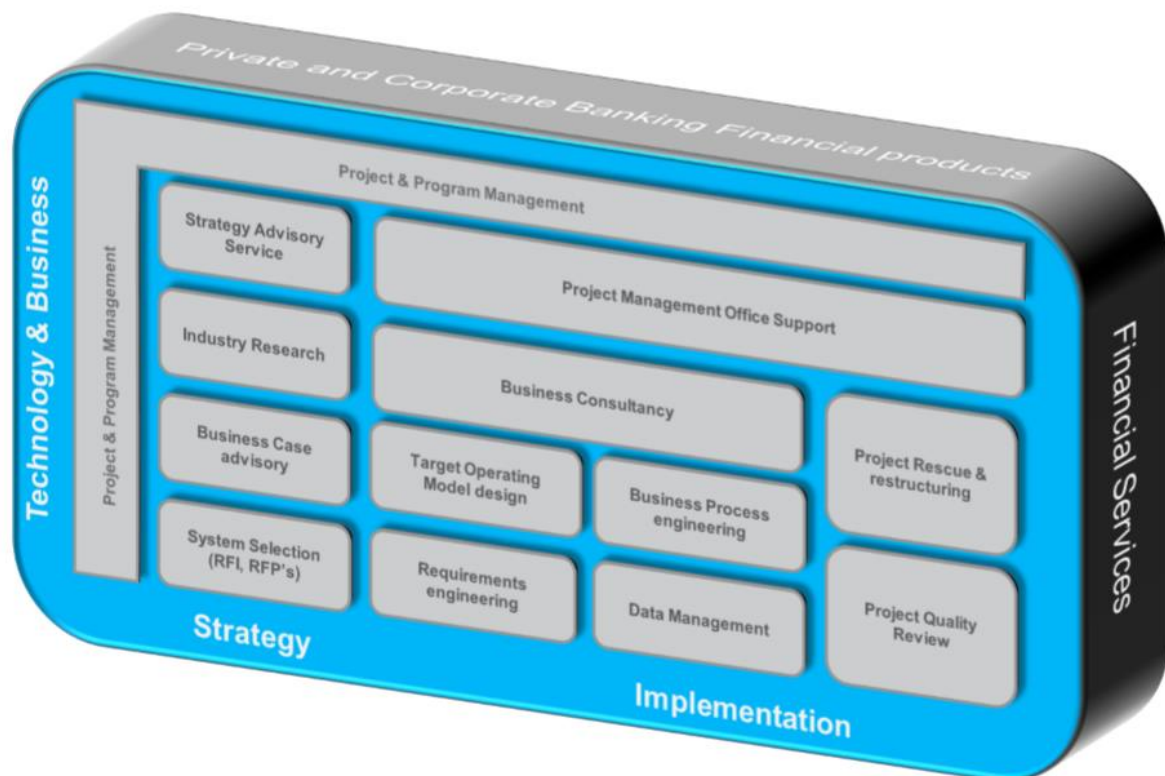 Private and Corporate Banking Financial products
Technology & Business
Project & Program Management
Project & Program Management
Strategy Advisory
Service
Project Management Office Support
Industry Research
Business Consultancy
Business Case
advisory
Target Operating
Model design
Business Process
engineering
Project Rescue &
restructuring
System Selection
(RFI, RFP's)
Requirements
engineering
Data Management
Project Quality
Review
Strategy
Implementation
Financial Services